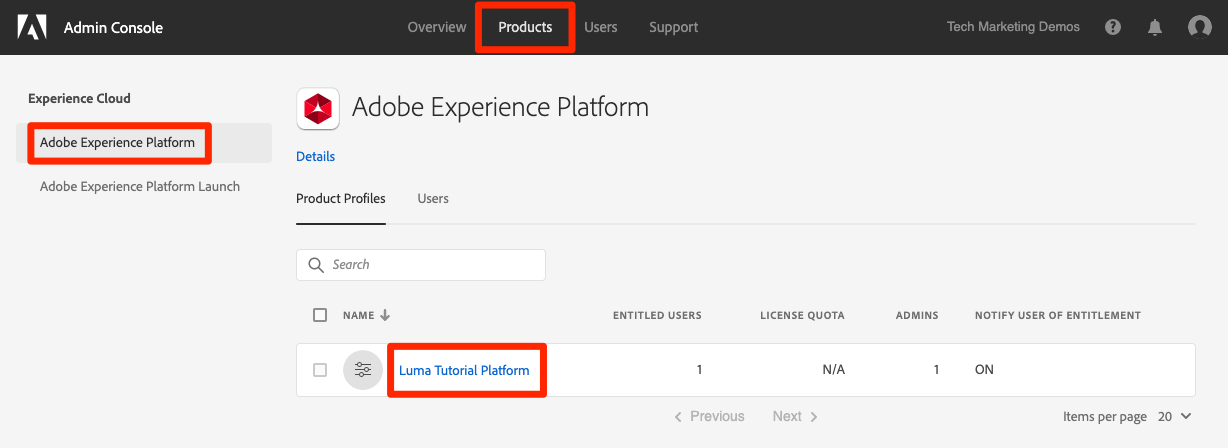 Admin Console Overview Products Users Support Tech Marketing Demos
Experience Cloud
Adobe Experience Platform
Adobe Experience Platform Launch
Adobe Experience Platform
Details
Product Profiles Users
Search
NAME ENTITLED USERS LICENSE QUOTA ADMINS NOTIFY USER OF ENTITLEMENT
Luma Tutorial Platform 1 N/A 1 ON
Previous Next Items per page 20